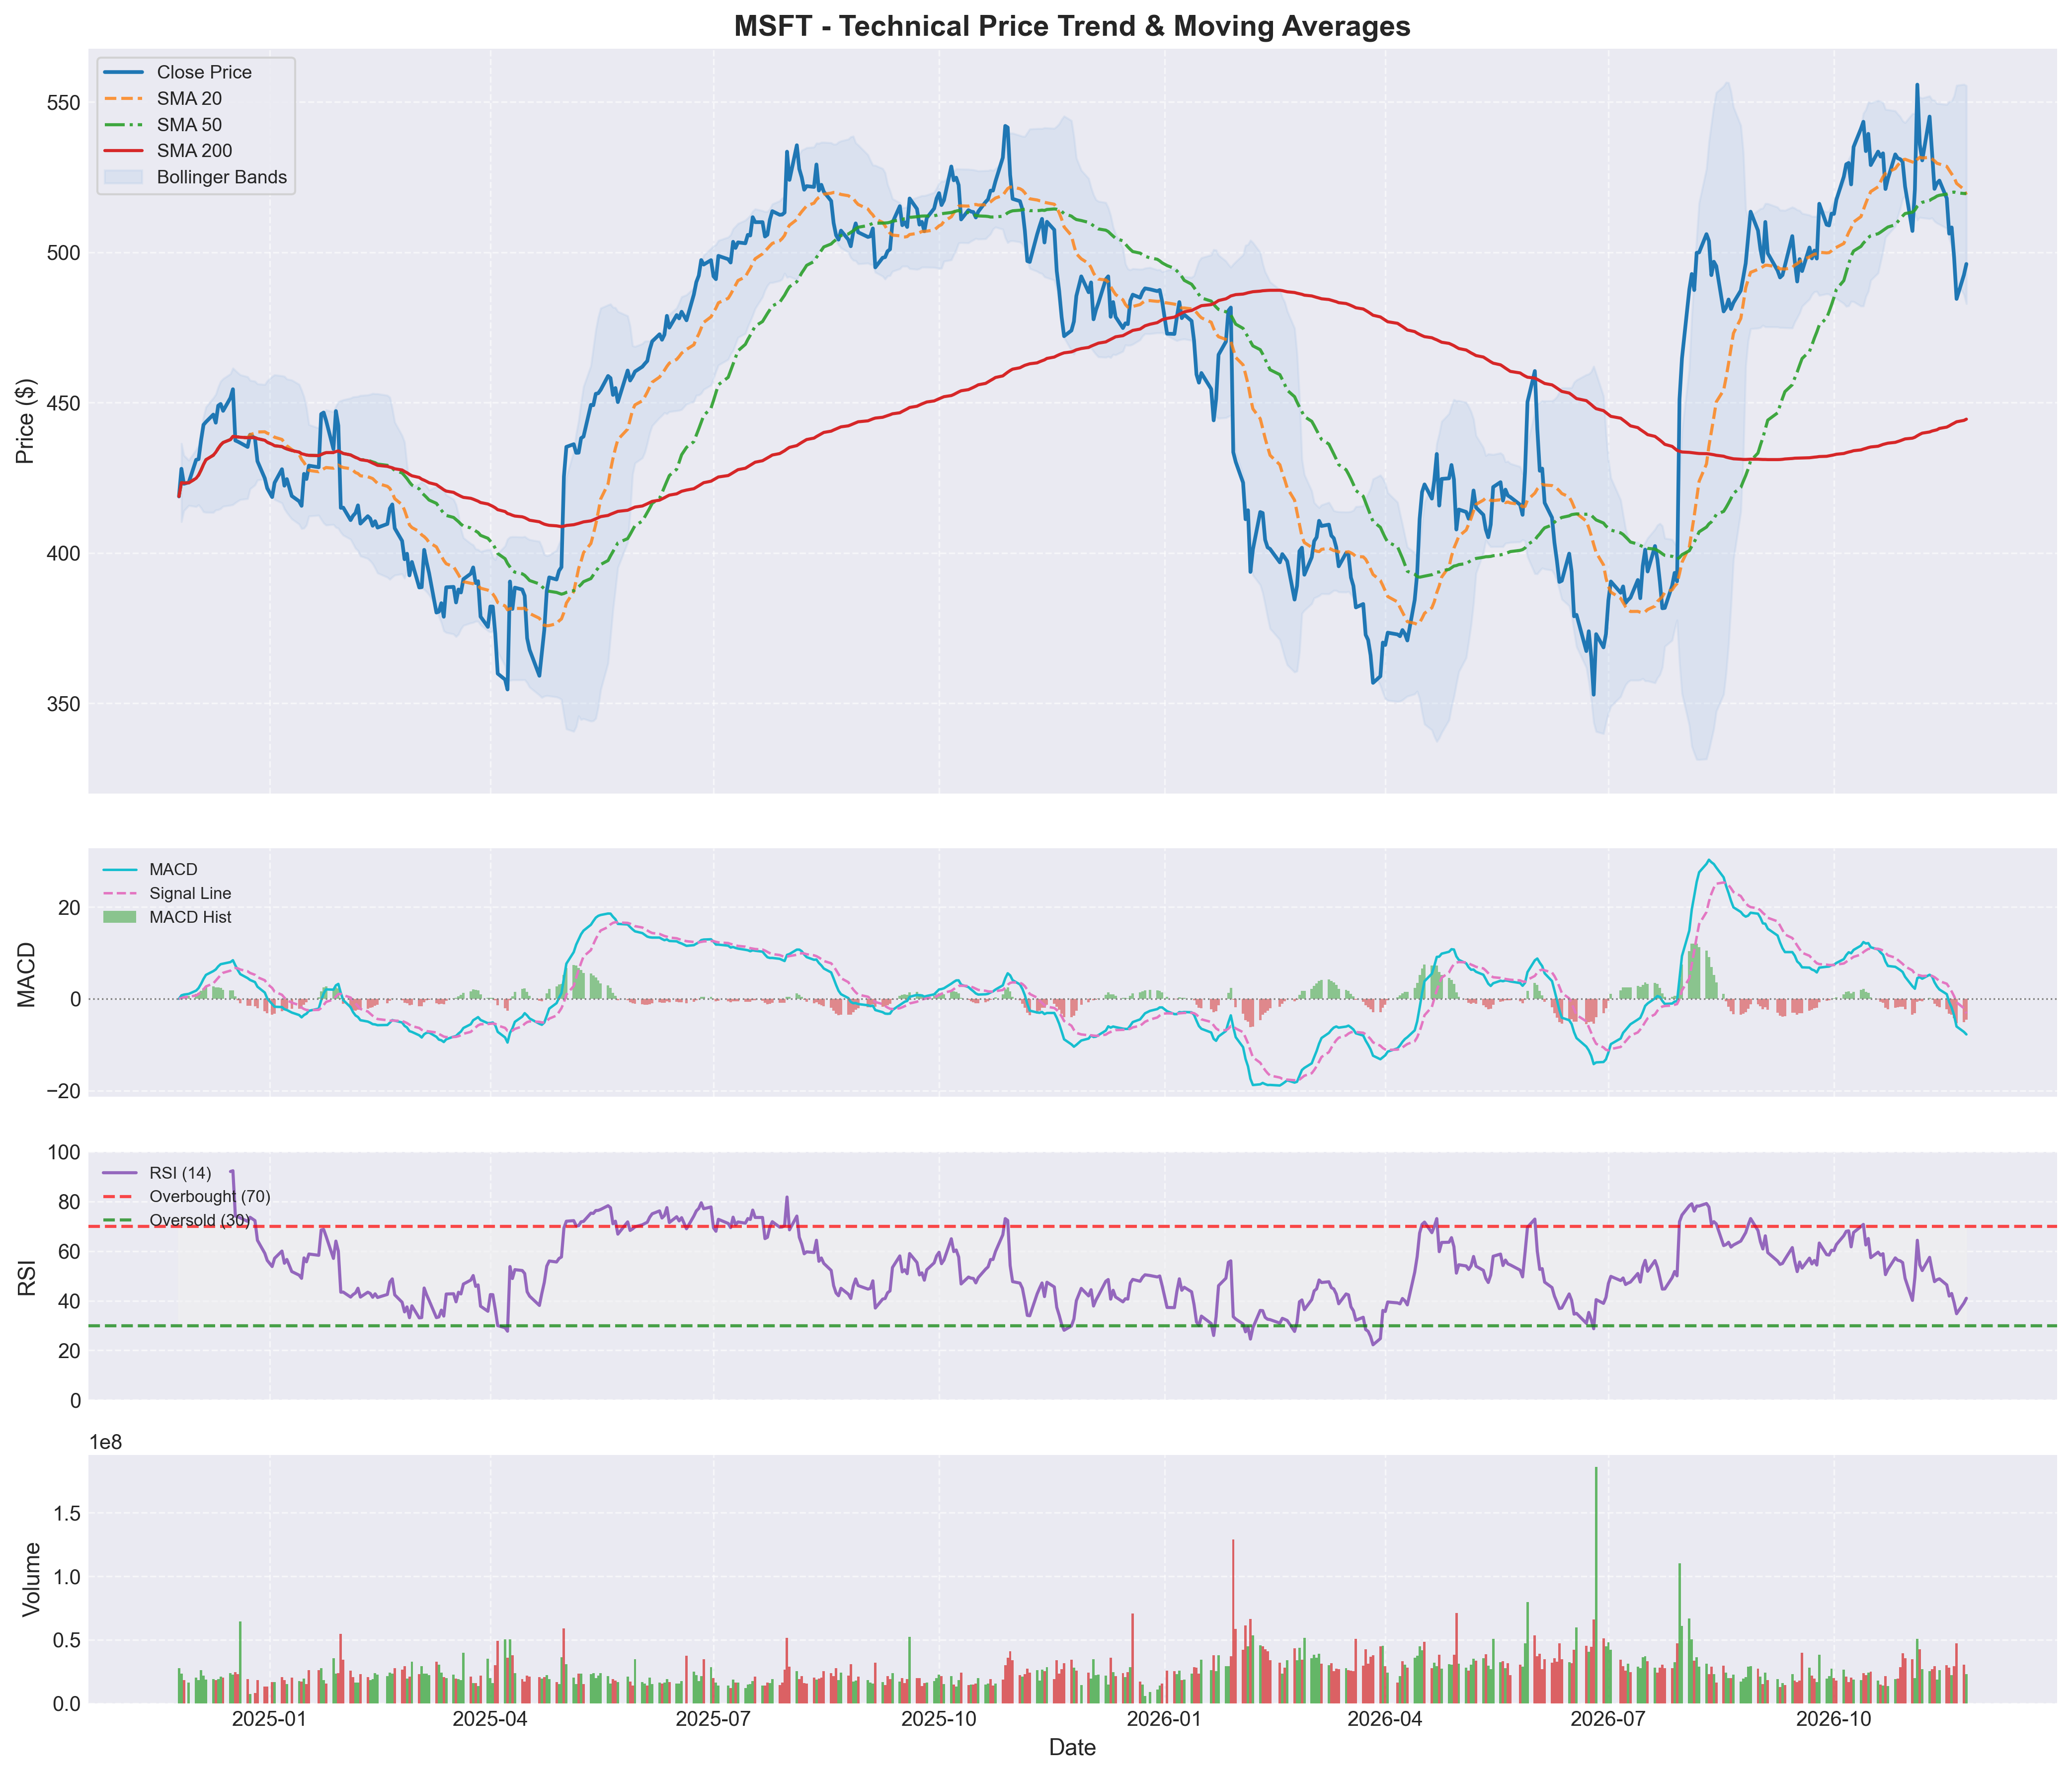 MSFT - Technical Price Trend & Moving Averages
Close Price
SMA 20
SMA 50
SMA 200
Bollinger Bands
Price ($)
550
500
450
400
350
MACD
Signal Line
MACD Hist
MACD
20
0
−20
RSI (14)
Overbought (70)
Oversold (30)
RSI
100
80
60
40
20
0
1e8
Volume
1.5
1.0
0.5
0.0
2025-01
2025-04
2025-07
2025-10
2026-01
2026-04
2026-07
2026-10
Date